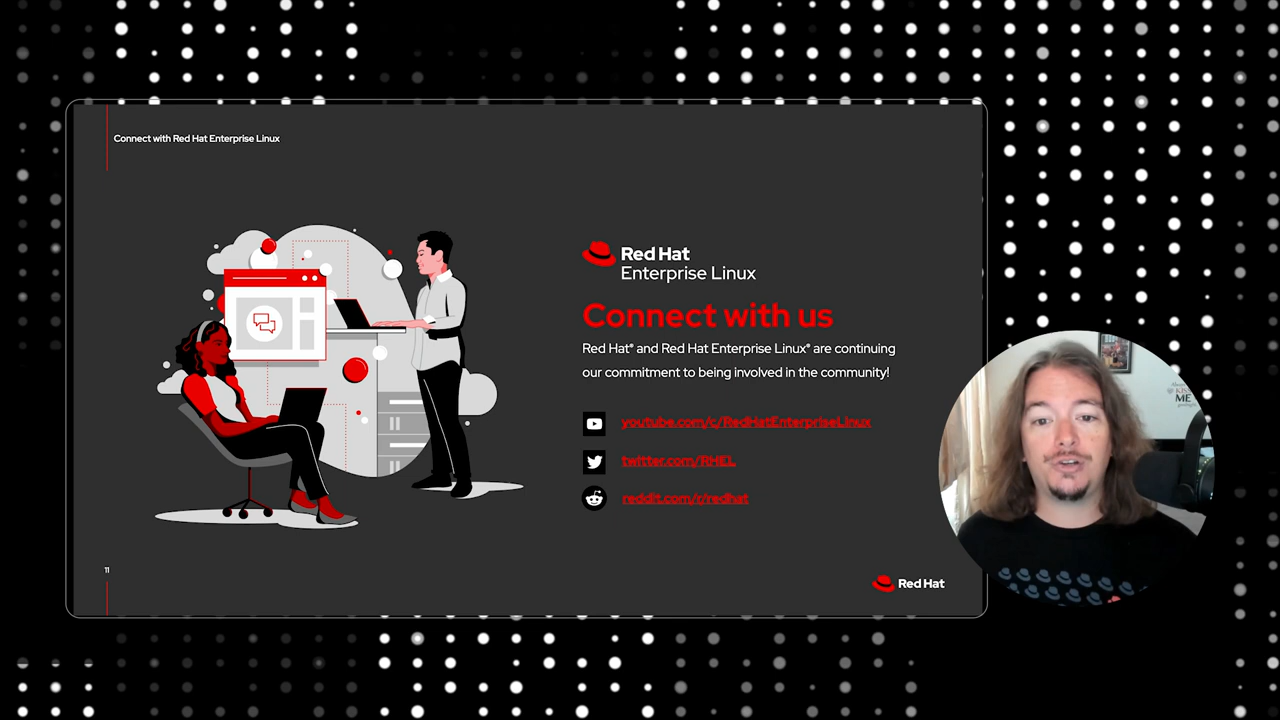 Connect with Red Hat Enterprise Linux
Red Hat
Enterprise Linux
Connect with us
Red Hat® and Red Hat Enterprise Linux® are continuing
our commitment to being involved in the community!
youtube.com/c/RedHatEnterpriseLinux
twitter.com/RHEL
reddit.com/r/redhat
11
Red Hat
ME